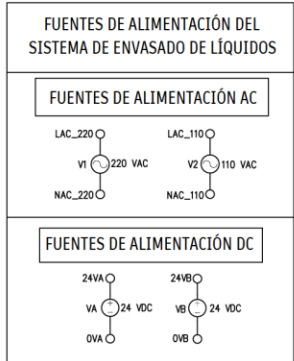 FUENTES DE ALIMENTACIÓN DEL
SISTEMA DE ENVASADO DE LÍQUIDOS
FUENTES DE ALIMENTACIÓN AC
LAC_220 LAC_110
V1 220 VAC V2 110 VAC
NAC_220 NAC_110
FUENTES DE ALIMENTACIÓN DC
24VA 24VB
VA 24 VDC VB 24 VDC
0VA 0VB